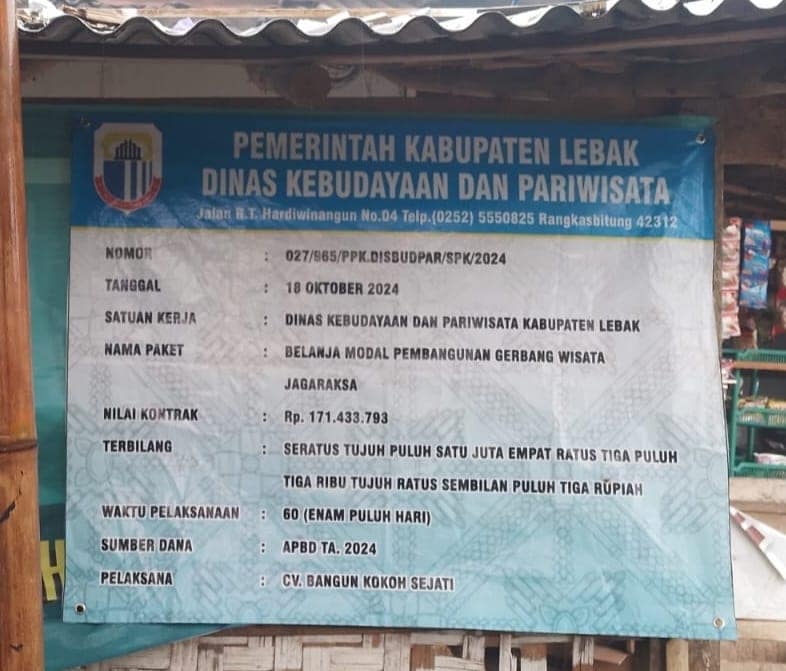 PEMERINTAH KABUPATEN LEBAK
DINAS KEBUDAYAAN DAN PARIWISATA
Jalan R.T. Hardiwinangun No.04 Telp.(0252) 5550825 Rangkasbitung 42312
NOMOR : 027/865/PPK.DISBUDPAR/SPK/2024
TANGGAL : 18 OKTOBER 2024
SATUAN KERJA : DINAS KEBUDAYAAN DAN PARIWISATA KABUPATEN LEBAK
NAMA PAKET : BELANJA MODAL PEMBANGUNAN GERBANG WISATA
JAGARAKSA
NILAI KONTRAK : Rp. 171.433.793
TERBILANG : SERATUS TUJUH PULUH SATU JUTA EMPAT RATUS TIGA PULUH
TIGA RIBU TUJUH RATUS SEMBILAN PULUH TIGA RUPIAH
WAKTU PELAKSANAAN : 60 (ENAM PULUH HARI)
SUMBER DANA : APBD TA. 2024
PELAKSANA : CV. BANGUN KOKOH SEJATI